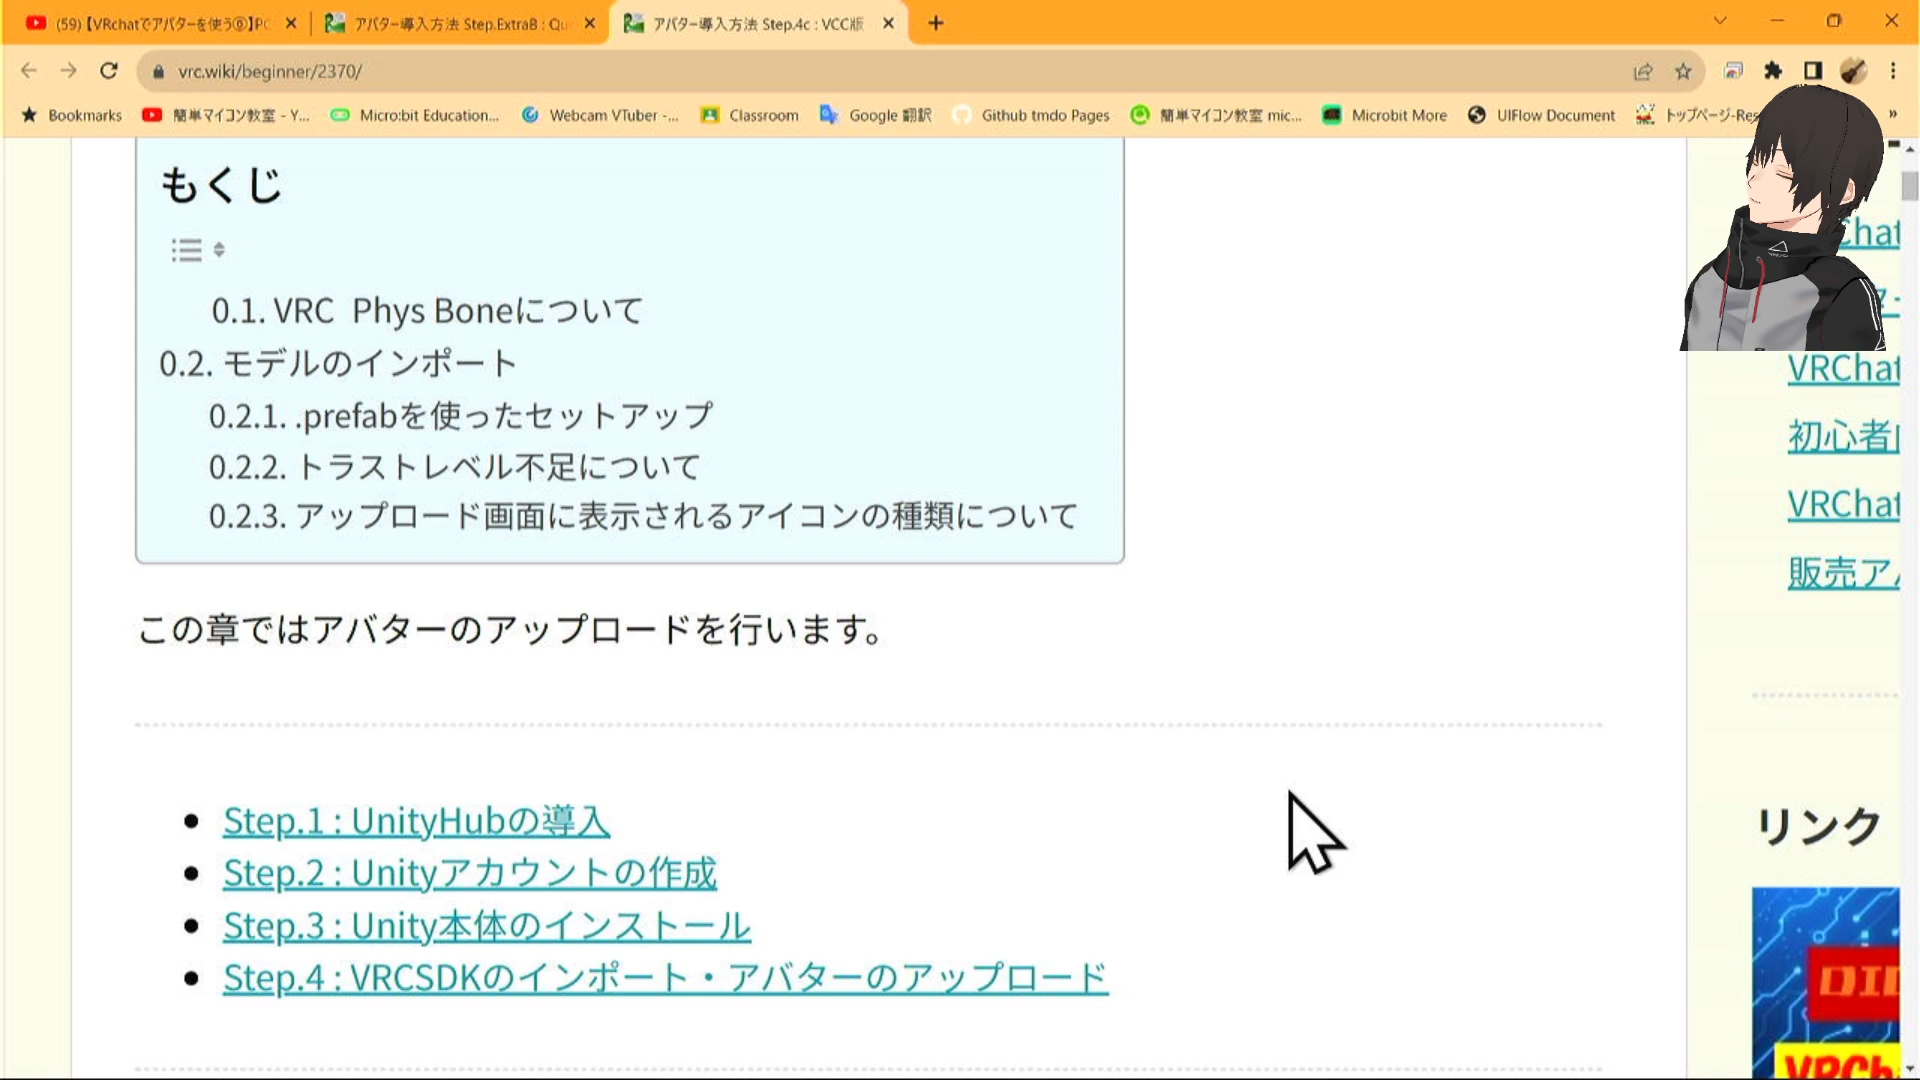 (59)【VRchatでアバターを使う⓪】PC
アバター導入方法 Step.Extra8 : Qu
アバター導入方法 Step.4c : VCC版
vrc.wiki/beginner/2370/
Bookmarks
簡単マイコン教室 - Y...
Micro:bit Education...
Webcam VTuber -...
Classroom
Google 翻訳
Github tmdo Pages
簡単マイコン教室 mic...
Microbit More
UIFlow Document
トップページ-Res
»
もくじ
0.1. VRC Phys Boneについて
0.2. モデルのインポート
0.2.1. .prefabを使ったセットアップ
0.2.2. トラストレベル不足について
0.2.3. アップロード画面に表示されるアイコンの種類について
この章ではアバターのアップロードを行います。
Step.1 : UnityHubの導入
Step.2 : Unityアカウントの作成
Step.3 : Unity本体のインストール
Step.4 : VRCSDKのインポート・アバターのアップロード
Chat
VRChat
初心者
VRChat
販売ア
リンク
VRCh